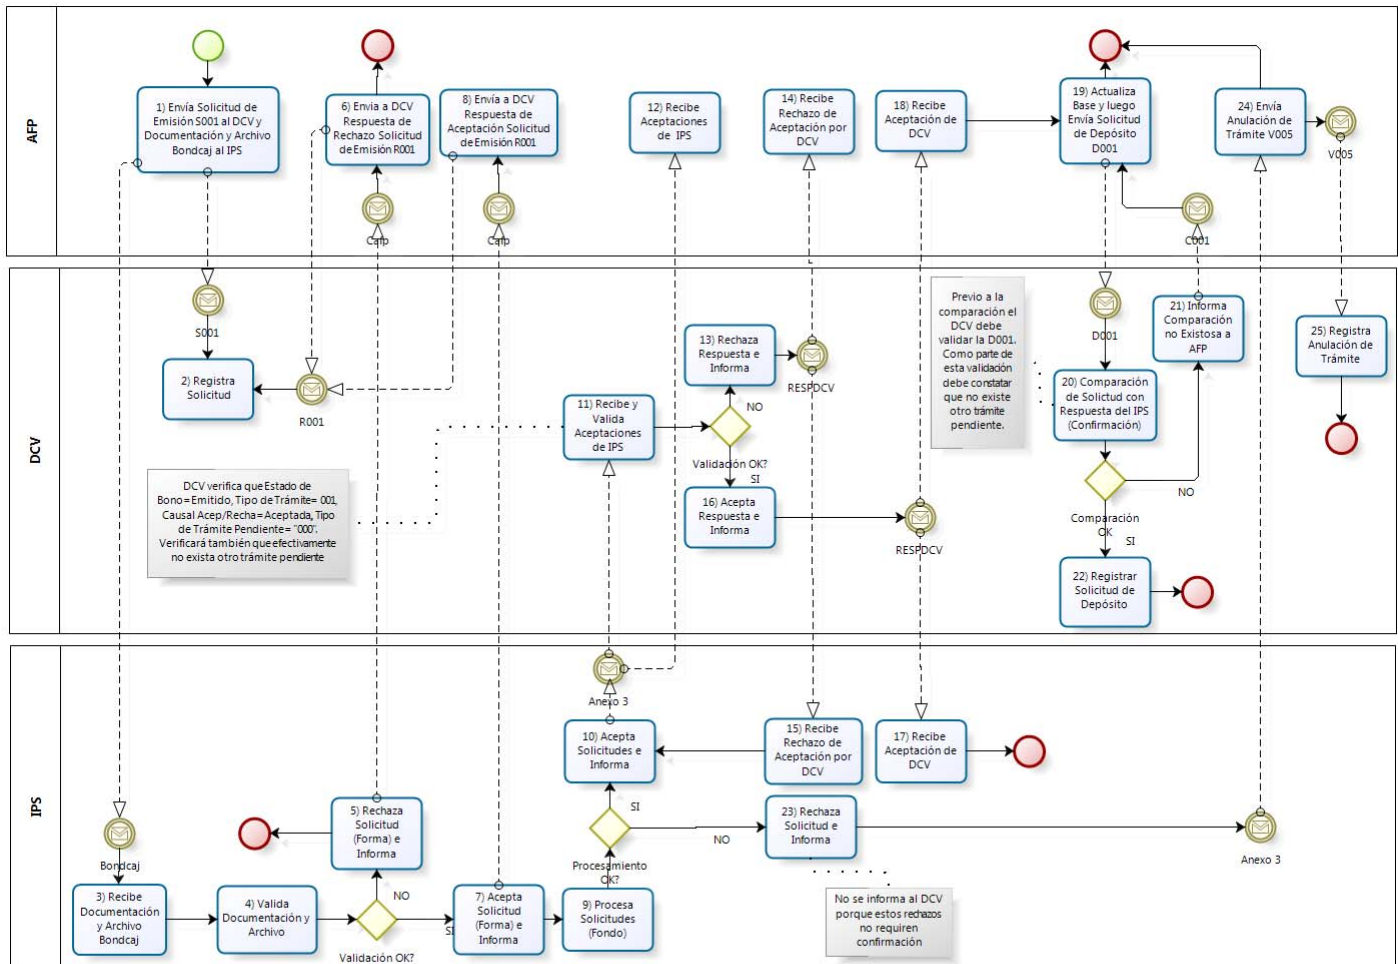 AFP
1) Envía Solicitud de
Emisión S001 al DCV y
Documentación y Archivo
Bondcaj al IPS
6) Envia a DCV
Respuesta de
Rechazo Solicitud
de Emisión R001
8) Envía a DCV
Respuesta de
Aceptación Solicitud
de Emisión R001
12) Recibe
Aceptaciones
de IPS
14) Recibe
Rechazo de
Aceptación por
DCV
18) Recibe
Aceptación de
DCV
19) Actualiza
Base y luego
Envía Solicitud
de Depósito
D001
24) Envía
Anulación de
Trámite V005
V005
Cafp
Cafp
C001
DCV
S001
2) Registra
Solicitud
R001
DCV verifica que Estado de
Bono=Emitido, Tipo de Trámite= 001,
Causal Acep/Recha=Aceptada, Tipo
de Trámite Pendiente= "000".
Verificará también que efectivamente
no exista otro trámite pendiente
11) Recibe y
Valida
Aceptaciones
de IPS
13) Rechaza
Respuesta e
Informa
RESPDCV
NO
Validación OK?
SI
16) Acepta
Respuesta e
Informa
RESPDCV
Previo a la
comparación el
DCV debe
validar la D001.
Como parte de
esta validación
debe constatar
que no existe
otro trámite
pendiente.
D001
20) Comparación
de Solictud con
Respuesta del IPS
(Confirmación)
21) Informa
Comparación
no Existosa a
AFP
NO
Comparación
OK
SI
22) Registrar
Solicitud de
Depósito
25) Registra
Anulación de
Trámite
IPS
Bondcaj
3) Recibe
Documentación
y Archivo
Bondcaj
4) Valida
Documentación y
Archivo
5) Rechaza
Solicitud
(Forma) e
Informa
NO
Validación OK?
SI
7) Acepta
Solicitud
(Forma) e
Informa
9) Procesa
Solicitudes
(Fondo)
Procesamiento
OK?
SI
NO
10) Acepta
Solicitudes e
Informa
Anexo 3
15) Recibe
Rechazo de
Aceptación por
DCV
17) Recibe
Aceptación de
DCV
23) Rechaza
Solicitud e
Informa
No se informa al DCV
porque estos rechazos
no requiren
confirmación
Anexo 3